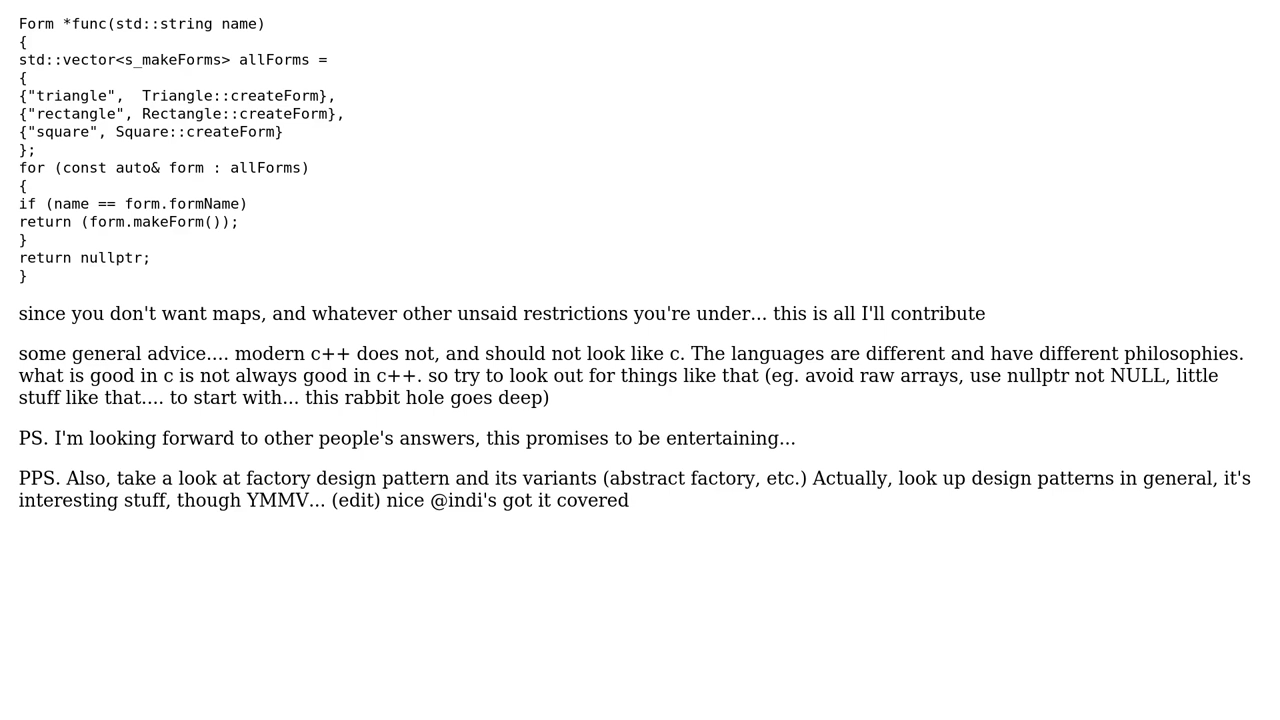 Form *func(std::string name)
{
std::vector<s_makeForms> allForms =
{
{"triangle",  Triangle::createForm},
{"rectangle", Rectangle::createForm},
{"square", Square::createForm}
};
for (const auto& form : allForms)
{
if (name == form.formName)
return (form.makeForm());
}
return nullptr;
}
since you don't want maps, and whatever other unsaid restrictions you're under... this is all I'll contribute
some general advice.... modern c++ does not, and should not look like c. The languages are different and have different philosophies.
what is good in c is not always good in c++. so try to look out for things like that (eg. avoid raw arrays, use nullptr not NULL, little
stuff like that.... to start with... this rabbit hole goes deep)
PS. I'm looking forward to other people's answers, this promises to be entertaining...
PPS. Also, take a look at factory design pattern and its variants (abstract factory, etc.) Actually, look up design patterns in general, it's
interesting stuff, though YMMV... (edit) nice @indi's got it covered